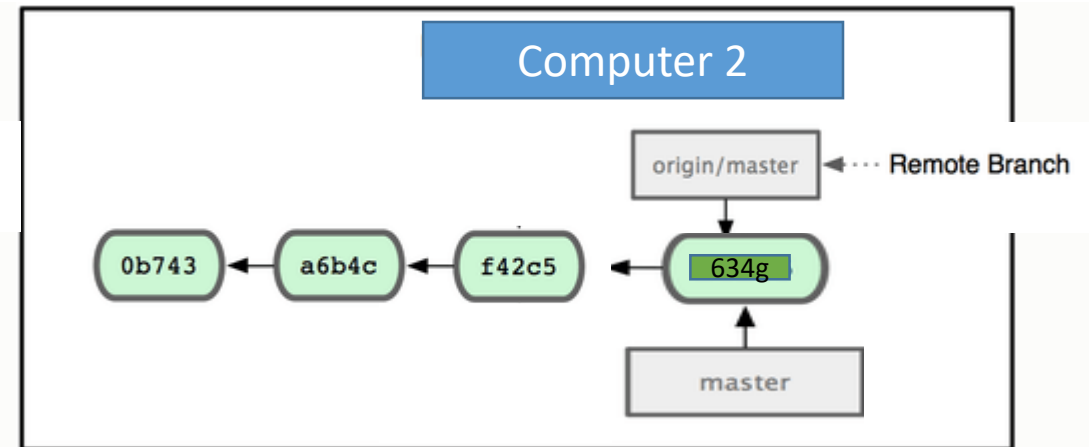 Computer 2
origin/master
Remote Branch
0b743
a6b4c
f42c5
634g
master